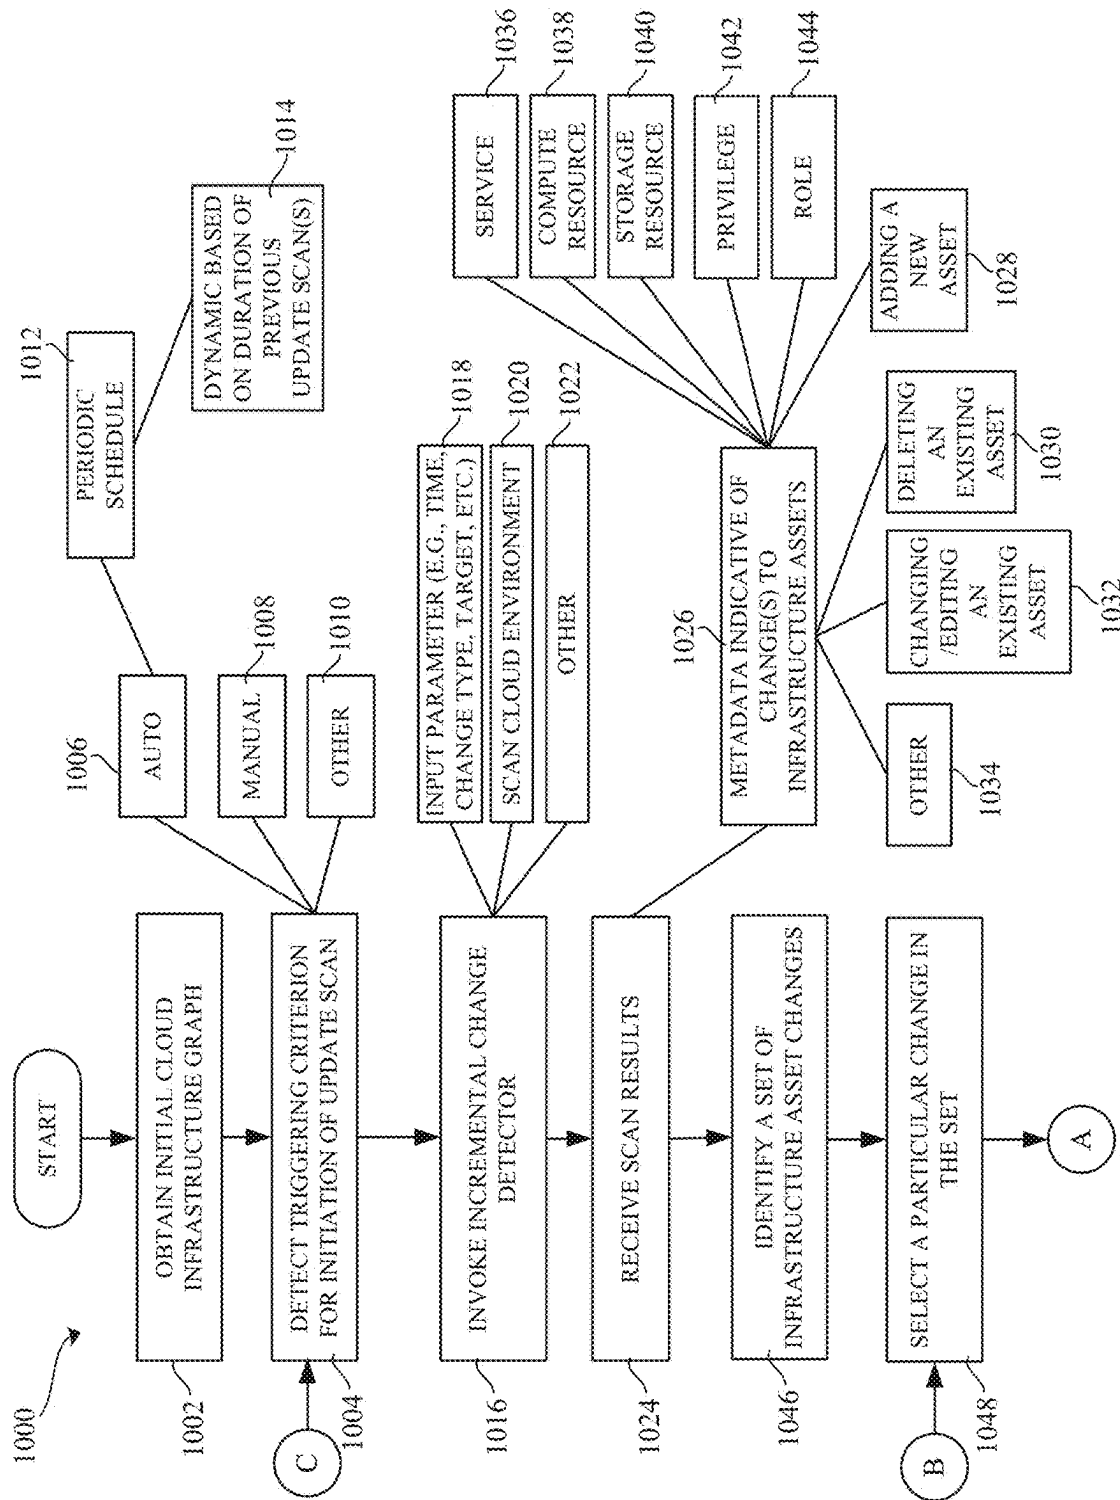 1000
START
OBTAIN INITIAL CLOUD
INFRASTRUCTURE GRAPH
1002
C
DETECT TRIGGERING CRITERION
FOR INITIATION OF UPDATE SCAN
1004
AUTO
1006
MANUAL
1008
OTHER
1010
PERIODIC
SCHEDULE
1012
DYNAMIC BASED
ON DURATION OF
PREVIOUS
UPDATE SCAN(S)
1014
INVOKE INCREMENTAL CHANGE
DETECTOR
1016
INPUT PARAMETER (E.G., TIME,
CHANGE TYPE, TARGET, ETC.)
1018
SCAN CLOUD ENVIRONMENT
1020
OTHER
1022
RECEIVE SCAN RESULTS
1024
METADATA INDICATIVE OF
CHANGE(S) TO
INFRASTRUCTURE ASSETS
1026
SERVICE
1036
COMPUTE
RESOURCE
1038
STORAGE
RESOURCE
1040
PRIVILEGE
1042
ROLE
1044
ADDING A
NEW
ASSET
1028
DELETING
AN
EXISTING
ASSET
1030
CHANGING
/EDITING
AN
EXISTING
ASSET
1032
OTHER
1034
IDENTIFY A SET OF
INFRASTRUCTURE ASSET CHANGES
1046
B
SELECT A PARTICULAR CHANGE IN
THE SET
1048
A